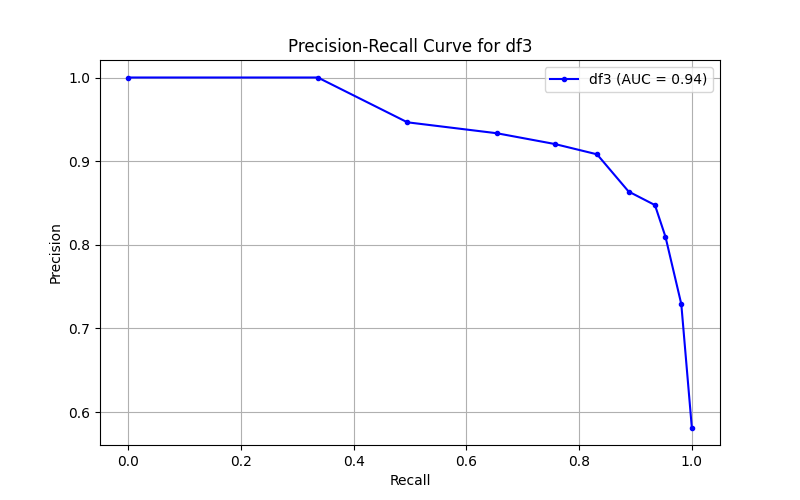 Precision-Recall Curve for df3
df3 (AUC = 0.94)
1.0
0.9
0.8
0.7
0.6
Precision
0.0 0.2 0.4 0.6 0.8 1.0
Recall